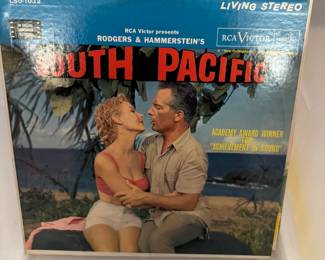 LSO-1032
LIVING STEREO
RCA Victor presents
RODGERS & HAMMERSTEIN'S
RCA VICTOR
SOUTH PACIFIC
ACADEMY AWARD WINNER
FOR
"ACHIEVEMENT IN SOUND"